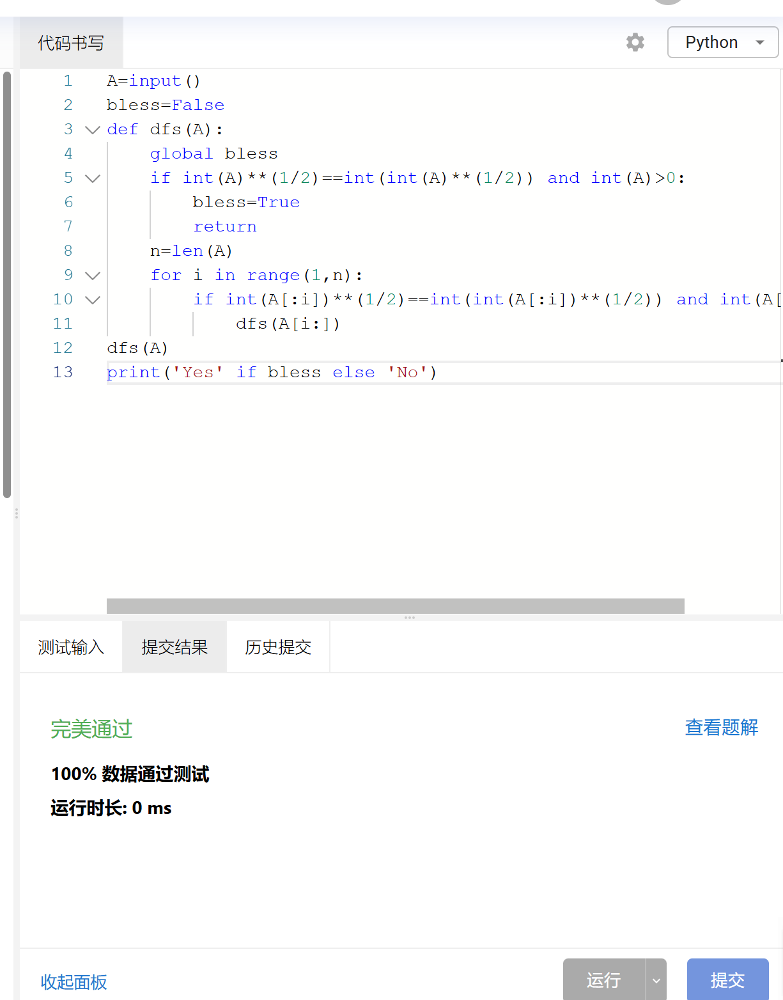 代码书写
Python
1 A=input()
2 bless=False
3 def dfs(A):
4     global bless
5     if int(A)**(1/2)==int(int(A)**(1/2)) and int(A)>0:
6         bless=True
7         return
8     n=len(A)
9     for i in range(1,n):
10         if int(A[:i])**(1/2)==int(int(A[:i])**(1/2)) and int(A[
11             dfs(A[i:])
12 dfs(A)
13 print('Yes' if bless else 'No')
测试输入 提交结果 历史提交
完美通过 查看题解
100% 数据通过测试
运行时长: 0 ms
收起面板 运行 提交